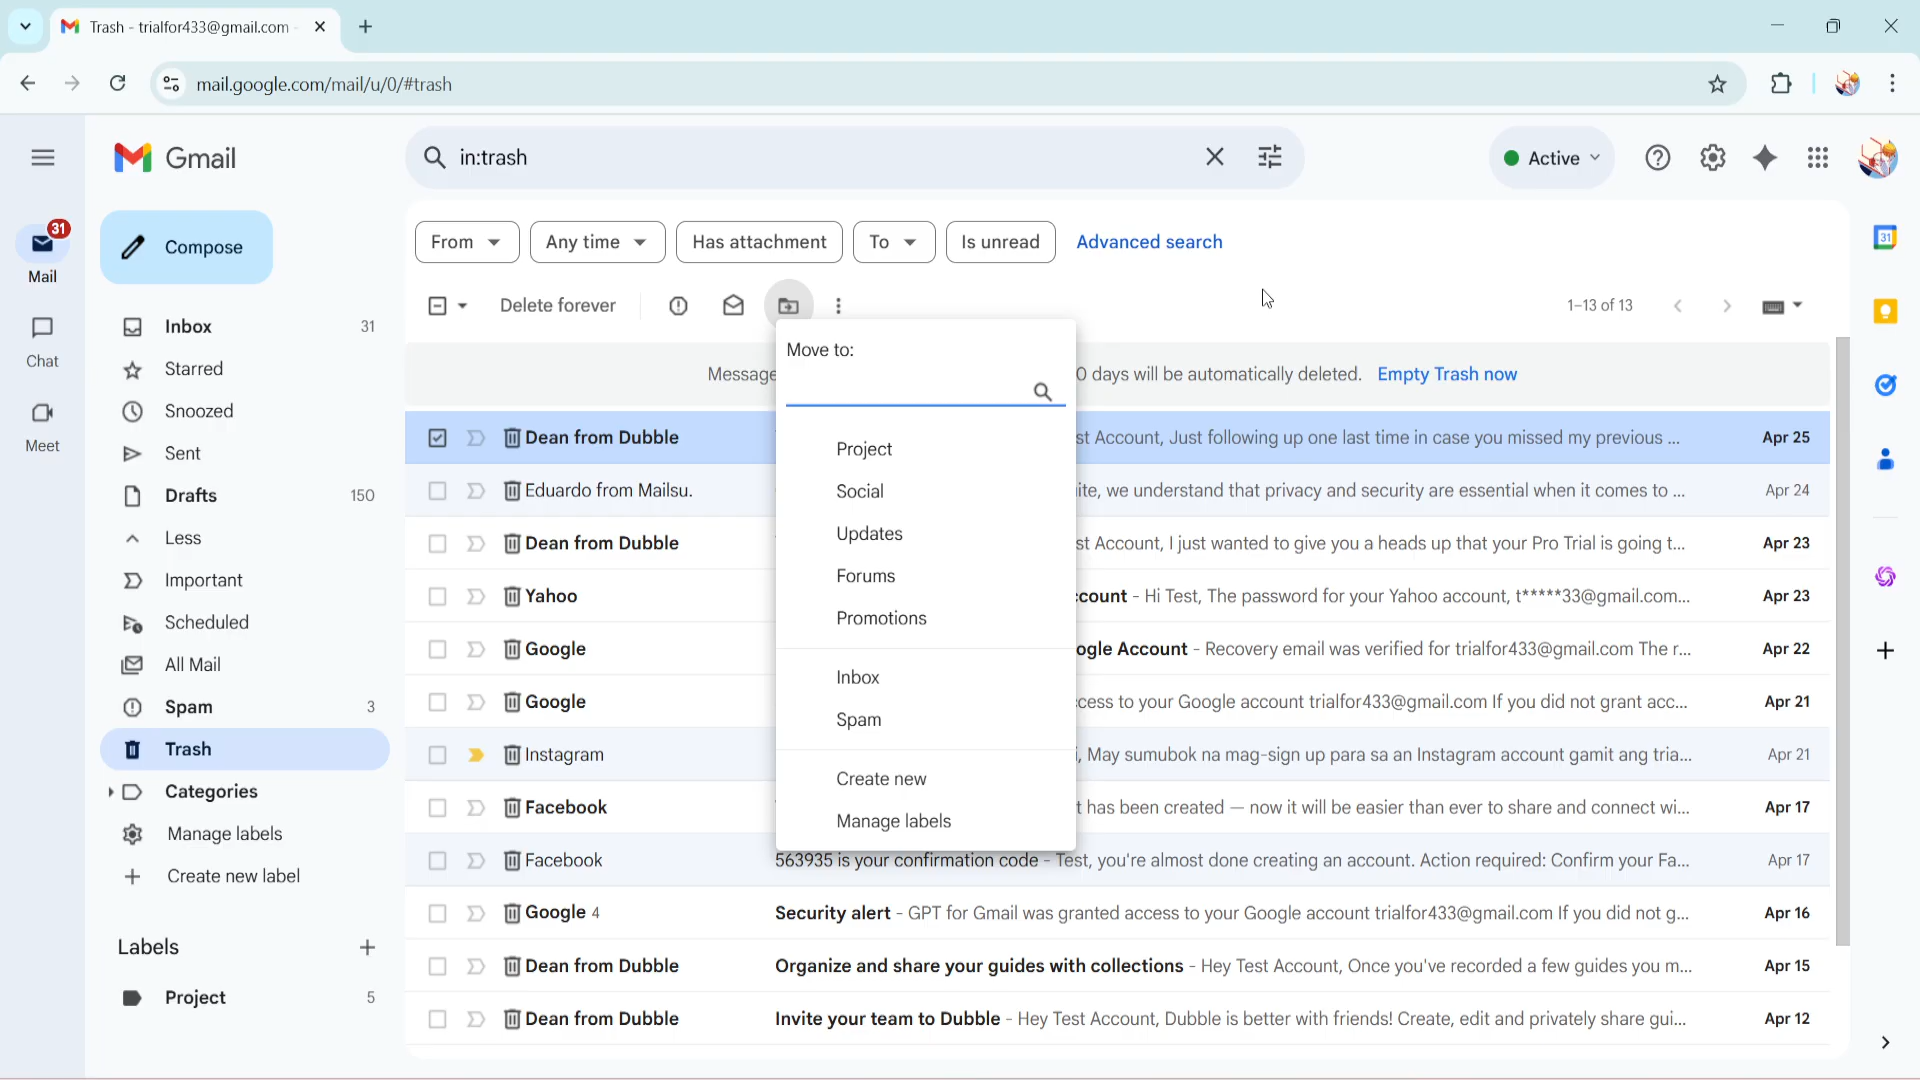 Trash - trialfor433@gmail.com -
mail.google.com/mail/u/0/#trash
Gmail
in:trash
Active
31
Mail
Chat
Meet
Compose
Inbox 31
Starred
Snoozed
Sent
Drafts 150
Less
Important
Scheduled
All Mail
Spam 3
Trash
Categories
Manage labels
Create new label
Labels
Project 5
From Any time Has attachment To Is unread Advanced search
Delete forever 1–13 of 13
Message 0 days will be automatically deleted. Empty Trash now
Move to:
Project
Social
Updates
Forums
Promotions
Inbox
Spam
Create new
Manage labels
Dean from Dubble st Account, Just following up one last time in case you missed my previous ... Apr 25
Eduardo from Mailsu. ite, we understand that privacy and security are essential when it comes to ... Apr 24
Dean from Dubble st Account, I just wanted to give you a heads up that your Pro Trial is going t... Apr 23
Yahoo ccount - Hi Test, The password for your Yahoo account, t*****33@gmail.com... Apr 23
Google ogle Account - Recovery email was verified for trialfor433@gmail.com The r... Apr 22
Google cess to your Google account trialfor433@gmail.com If you did not grant acc... Apr 21
Instagram i, May sumubok na mag-sign up para sa an Instagram account gamit ang tria... Apr 21
Facebook t has been created — now it will be easier than ever to share and connect wi... Apr 17
Facebook 563935 is your confirmation code - Test, you're almost done creating an account. Action required: Confirm your Fa... Apr 17
Google 4 Security alert - GPT for Gmail was granted access to your Google account trialfor433@gmail.com If you did not g... Apr 16
Dean from Dubble Organize and share your guides with collections - Hey Test Account, Once you've recorded a few guides you m... Apr 15
Dean from Dubble Invite your team to Dubble - Hey Test Account, Dubble is better with friends! Create, edit and privately share gui... Apr 12
31